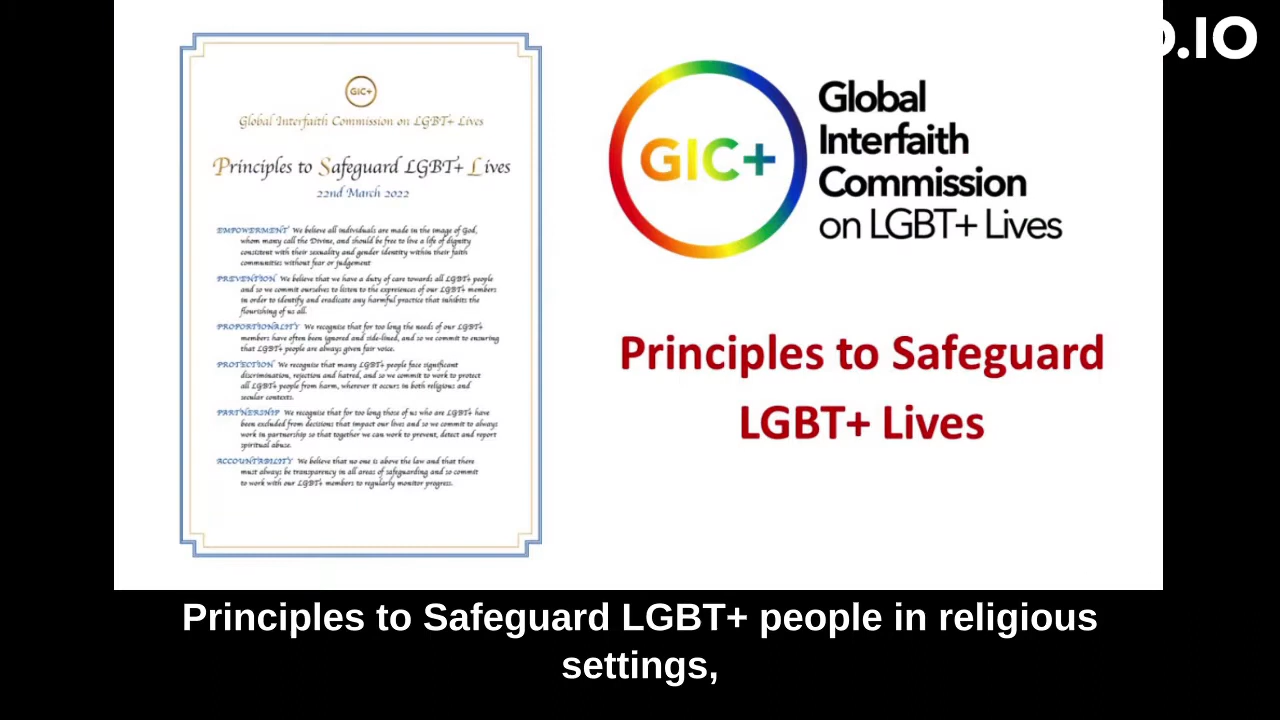 GIC+
Global Interfaith Commission on LGBT+ Lives
Principles to Safeguard LGBT+ Lives
22nd March 2022
EMPOWERMENT We believe all individuals are made in the image of God,
whom many call the Divine, and should be free to live a life of dignity
consistent with their sexuality and gender identity within their faith
communities without fear or judgement
PREVENTION We believe that we have a duty of care towards all LGBT+ people
and so we commit ourselves to listen to the expreiences of our LGBT+ members
in order to identify and eradicate any harmful practice that inhibits the
flourishing of us all.
PROPORTIONALITY We recognise that for too long the needs of our LGBT+
members have often been ignored and side-lined, and so we commit to ensuring
that LGBT+ people are always given fair voice.
PROTECTION We recognise that many LGBT+ people face significant
discrimination, rejection and hatred, and so we commit to work to protect
all LGBT+ people from harm, wherever it occurs in both religious and
secular contexts.
PARTNERSHIP We recognise that for too long those of us who are LGBT+ have
been excluded from decisions that impact our lives and so we commit to always
work in partnership so that together we can work to prevent, detect and report
spiritual abuse.
ACCOUNTABILITY We believe that no one is above the law and that there
must always be transparency in all areas of safeguarding and so commit
to work with our LGBT+ members to regularly monitor progress.
GIC+
Global
Interfaith
Commission
on LGBT+ Lives
Principles to Safeguard
LGBT+ Lives
.IO
Principles to Safeguard LGBT+ people in religious
settings,